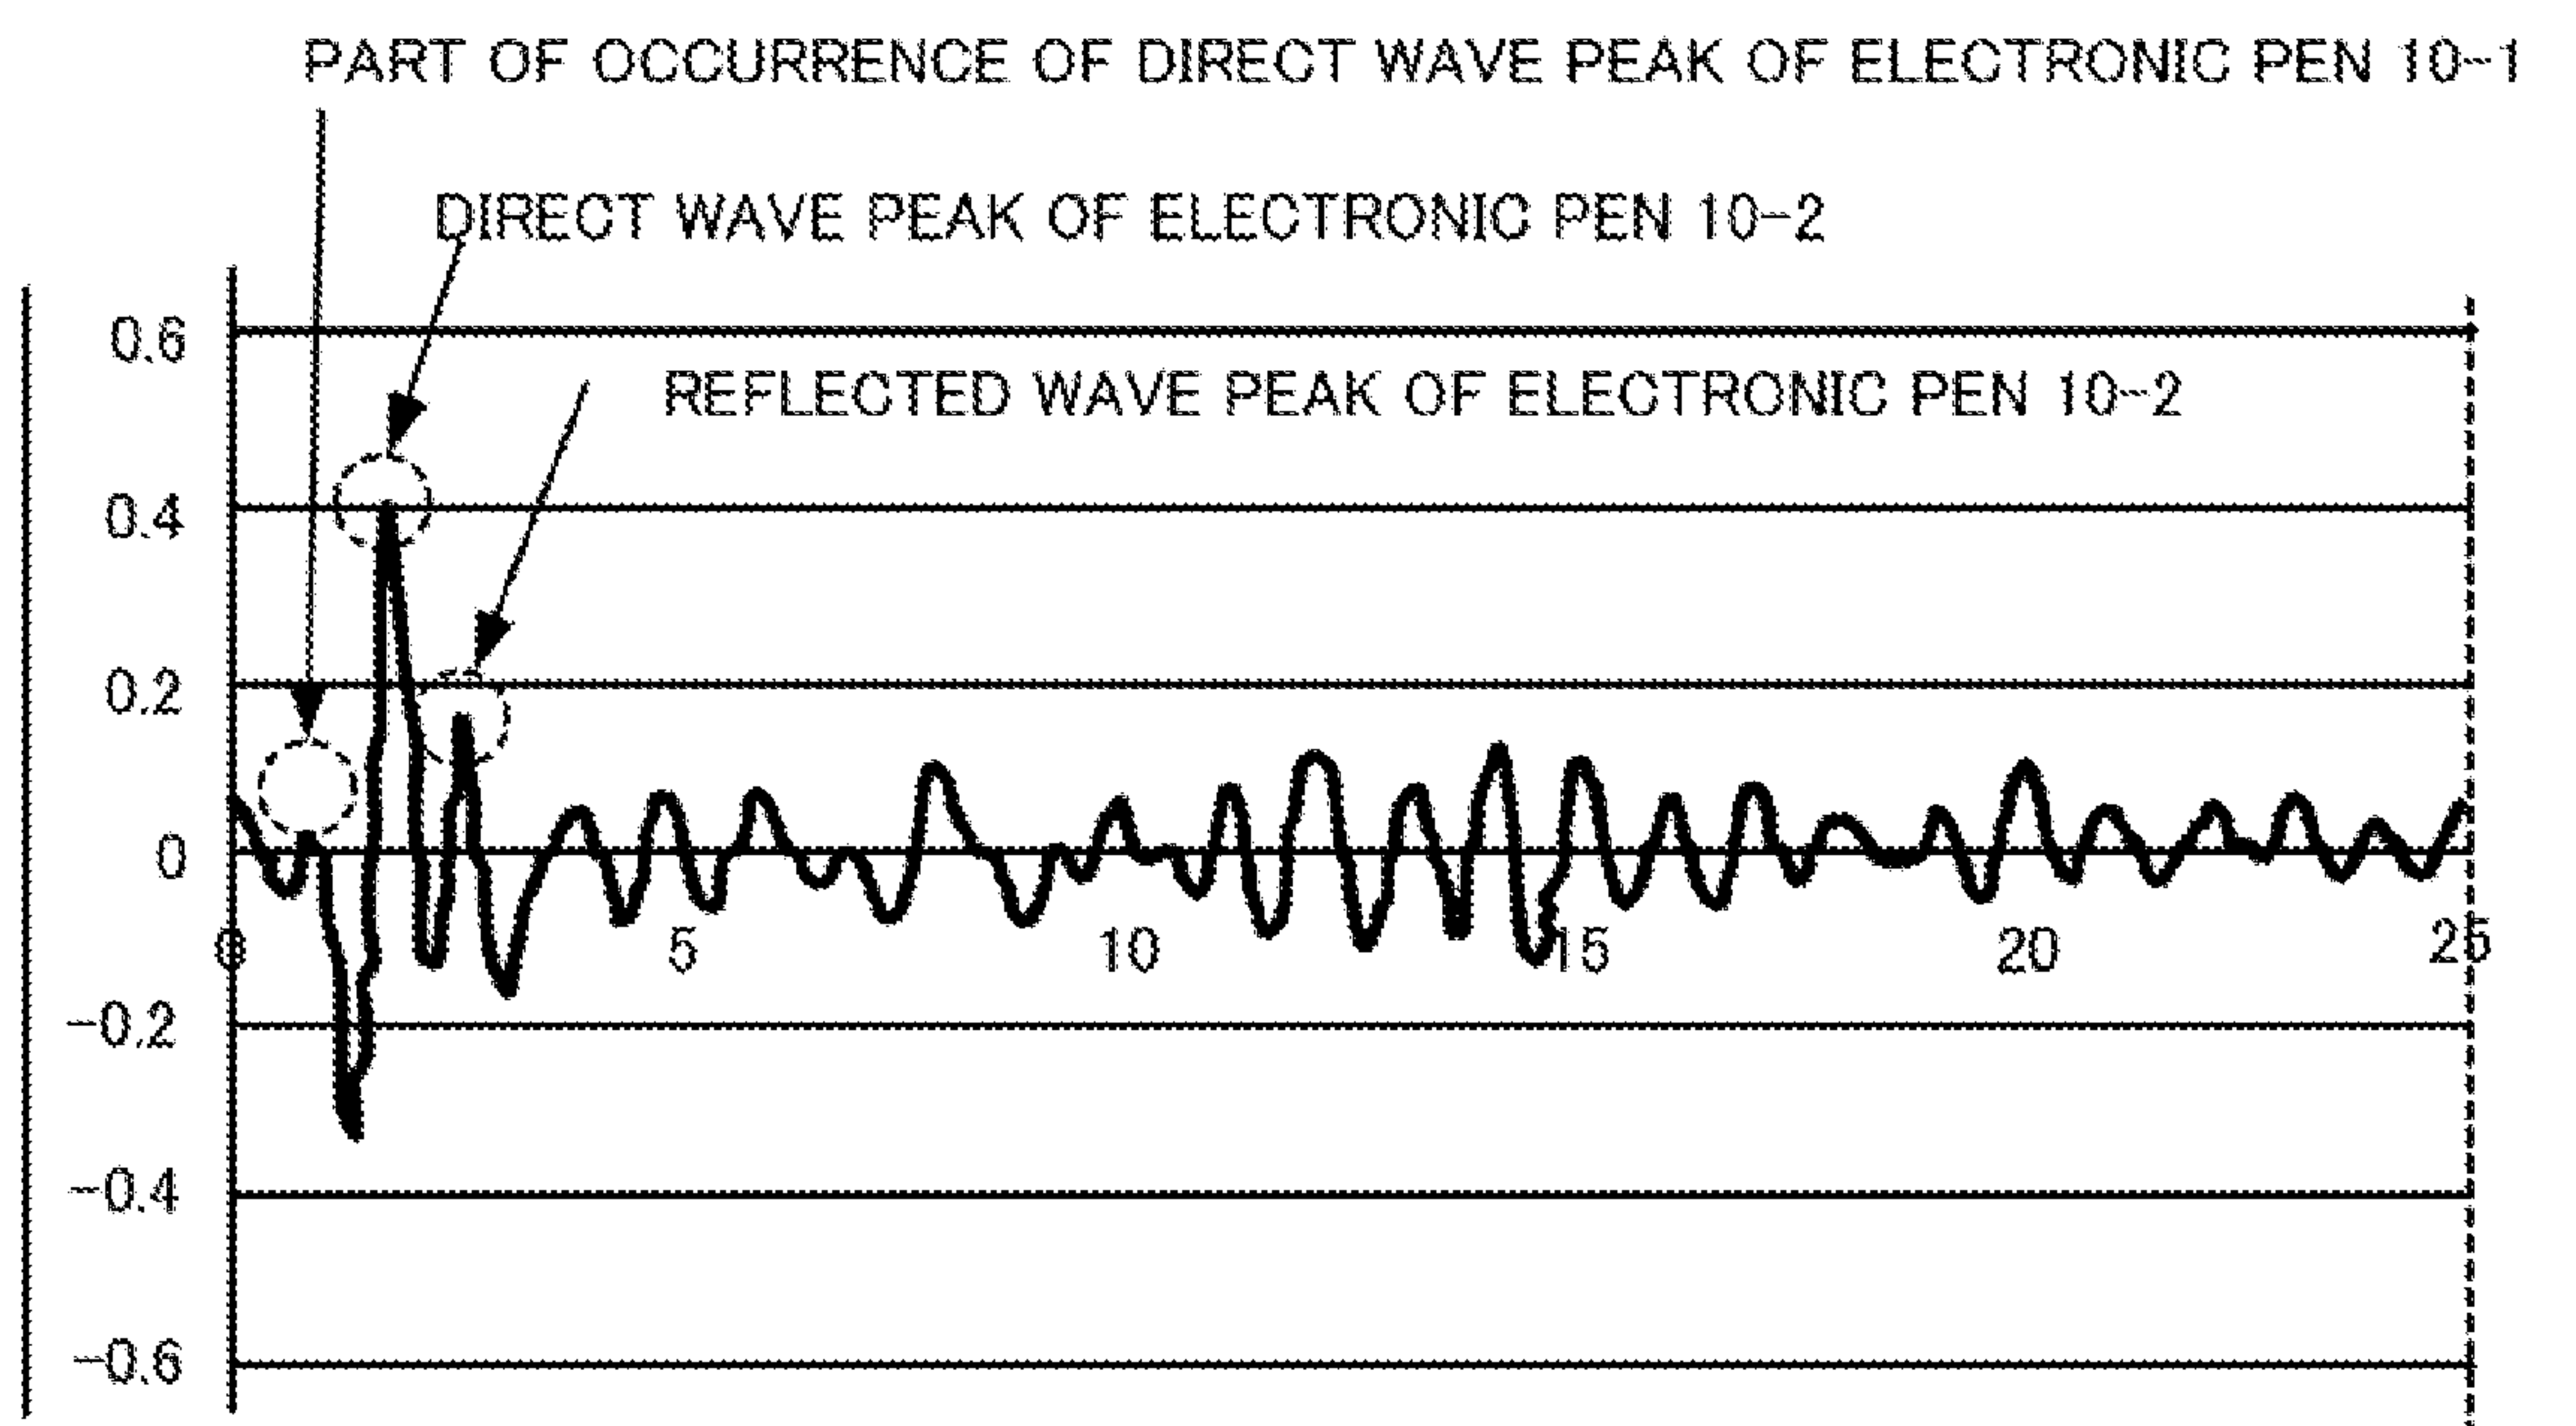 PART OF OCCURRENCE OF DIRECT WAVE PEAK OF ELECTRONIC PEN 10-1
DIRECT WAVE PEAK OF ELECTRONIC PEN 10-2
0.6
REFLECTED WAVE PEAK OF ELECTRONIC PEN 10-2
0.4
0.2
0
0 5 10 15 20 25
-0.2
-0.4
-0.6